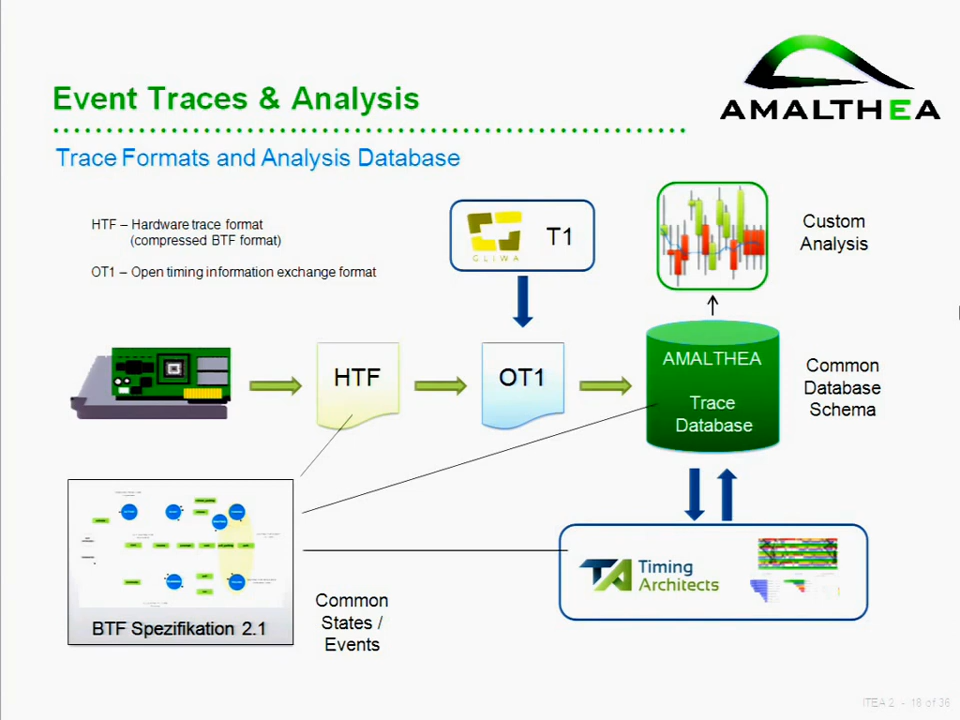 AMALTHEA
Event Traces & Analysis
Trace Formats and Analysis Database
HTF – Hardware trace format
(compressed BTF format)
OT1 – Open timing information exchange format
GLIWA
T1
Custom
Analysis
HTF
OT1
AMALTHEA
Trace
Database
Common
Database
Schema
BTF Spezifikation 2.1
Common
States /
Events
TA Timing
Architects
ITEA 2 - 18 of 36